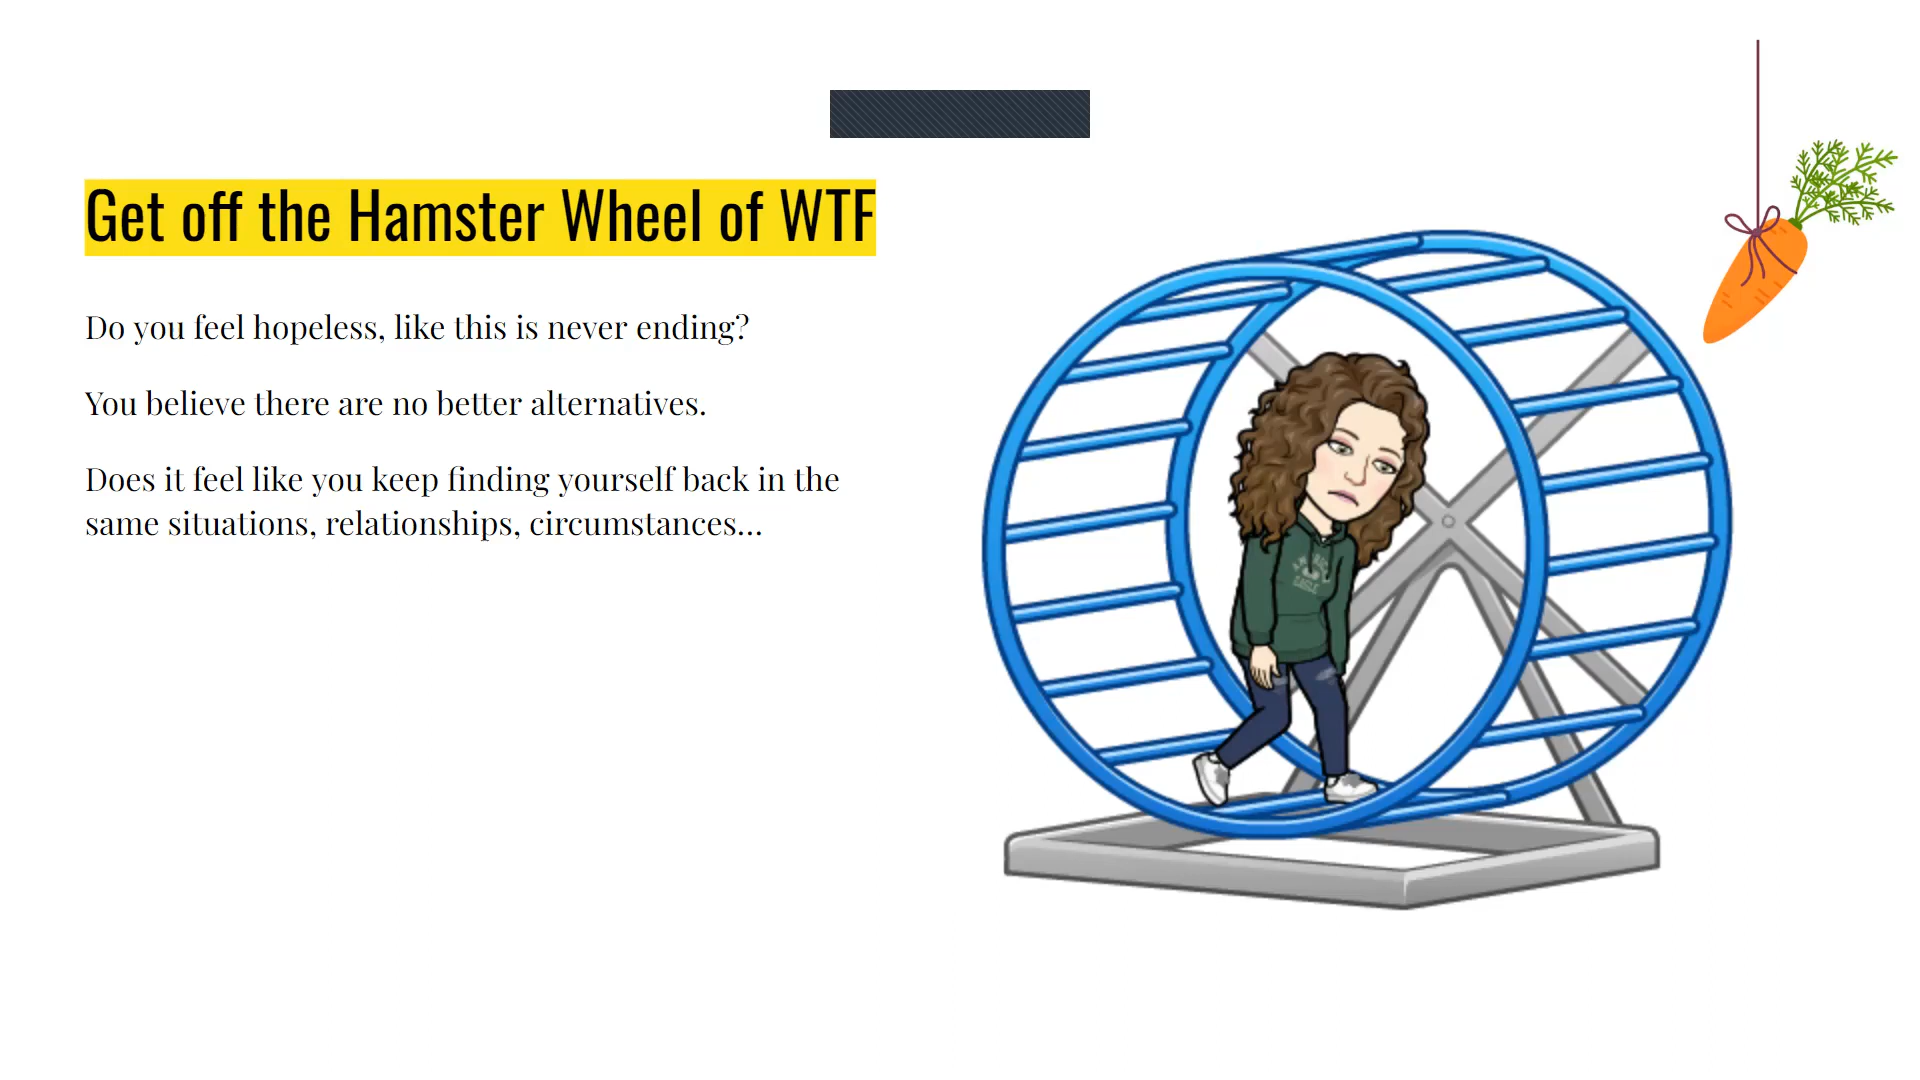 Get off the Hamster Wheel of WTF
Do you feel hopeless, like this is never ending?
You believe there are no better alternatives.
Does it feel like you keep finding yourself back in the
same situations, relationships, circumstances...